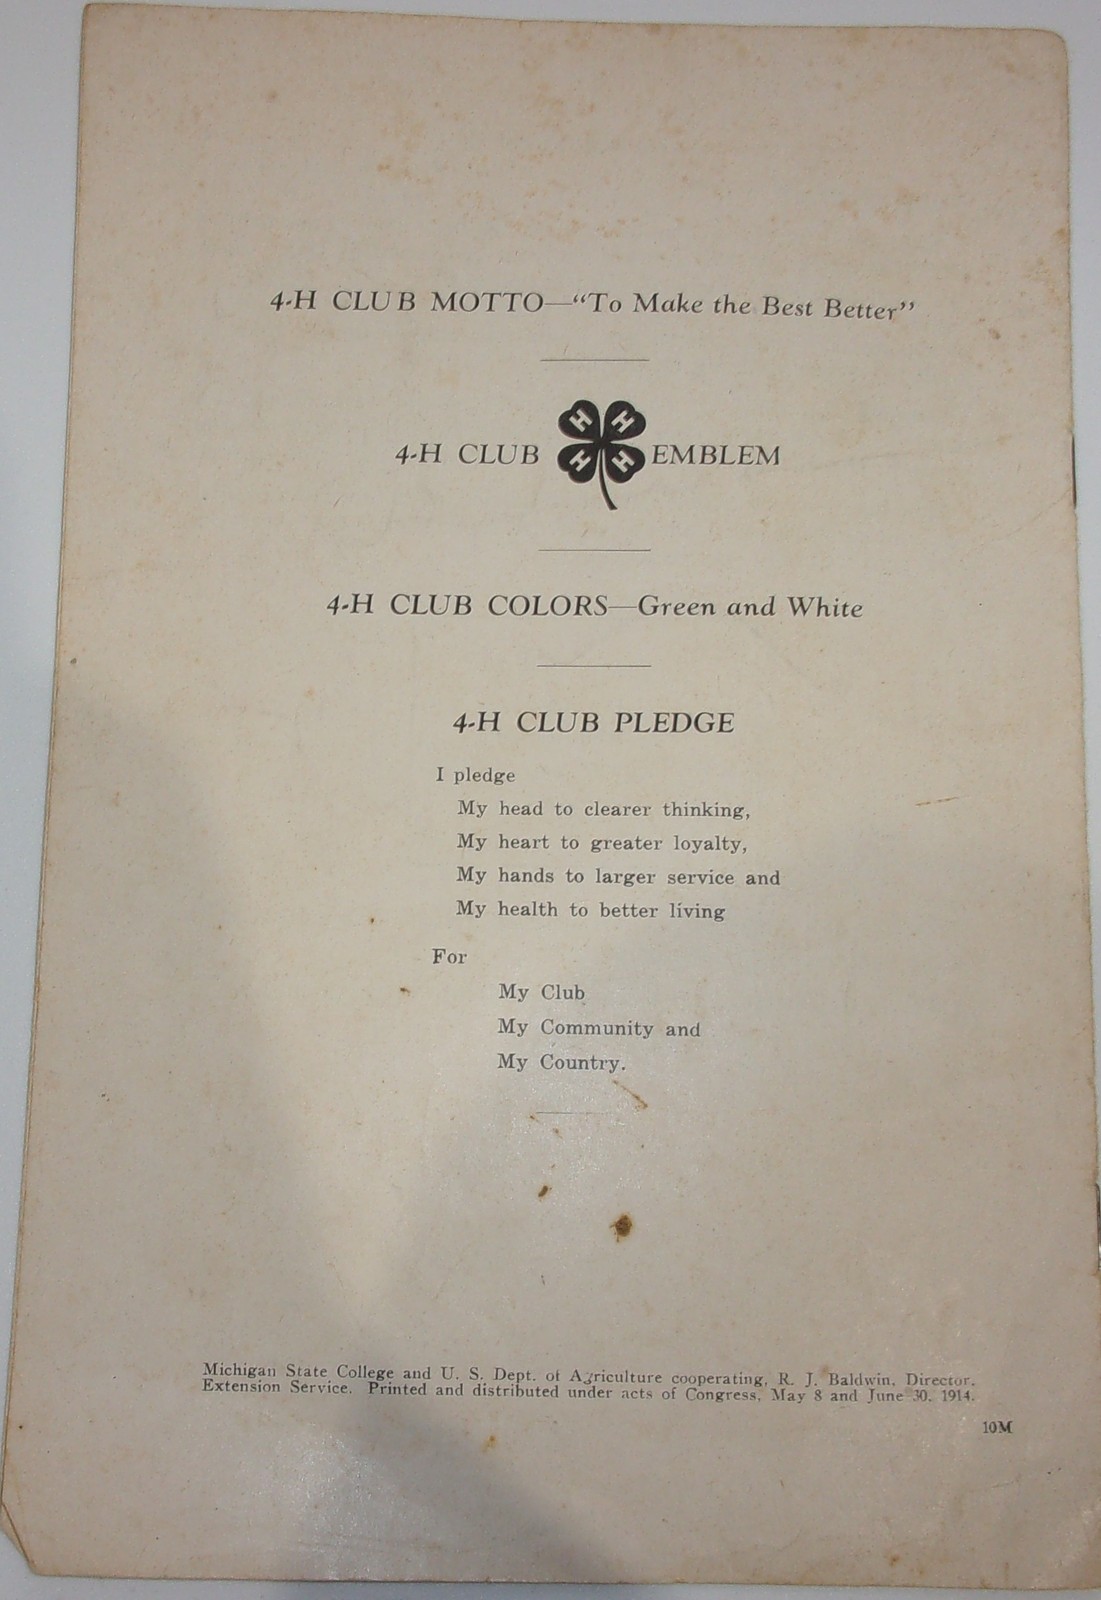 4-H CLUB MOTTO—“To Make the Best Better”
4-H CLUB H H H H EMBLEM
4-H CLUB COLORS—Green and White
4-H CLUB PLEDGE
I pledge
My head to clearer thinking,
My heart to greater loyalty,
My hands to larger service and
My health to better living
For
My Club
My Community and
My Country.
Michigan State College and U. S. Dept. of Agriculture cooperating, R. J. Baldwin, Director,
Extension Service. Printed and distributed under acts of Congress, May 8 and June 30, 1914.
10M